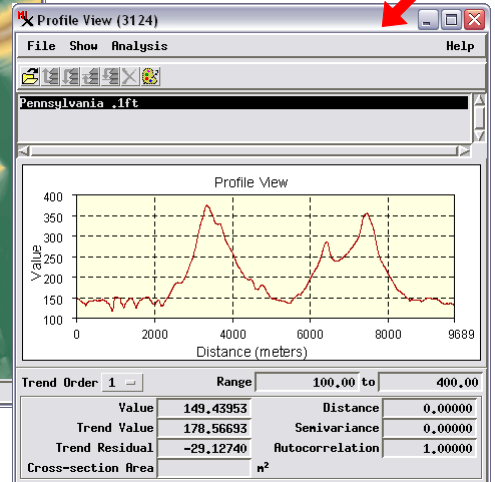 Profile View (3124)
File Show Analysis Help
Pennsylvania .1ft
Profile View
400
350
300
250
200
150
100
Value
0 2000 4000 6000 8000 9689
Distance (meters)
Trend Order 1 Range 100.00 to 400.00
Value 149.43953 Distance 0.00000
Trend Value 178.56693 Semivariance 0.00000
Trend Residual -29.12740 Autocorrelation 1.00000
Cross-section Area m²